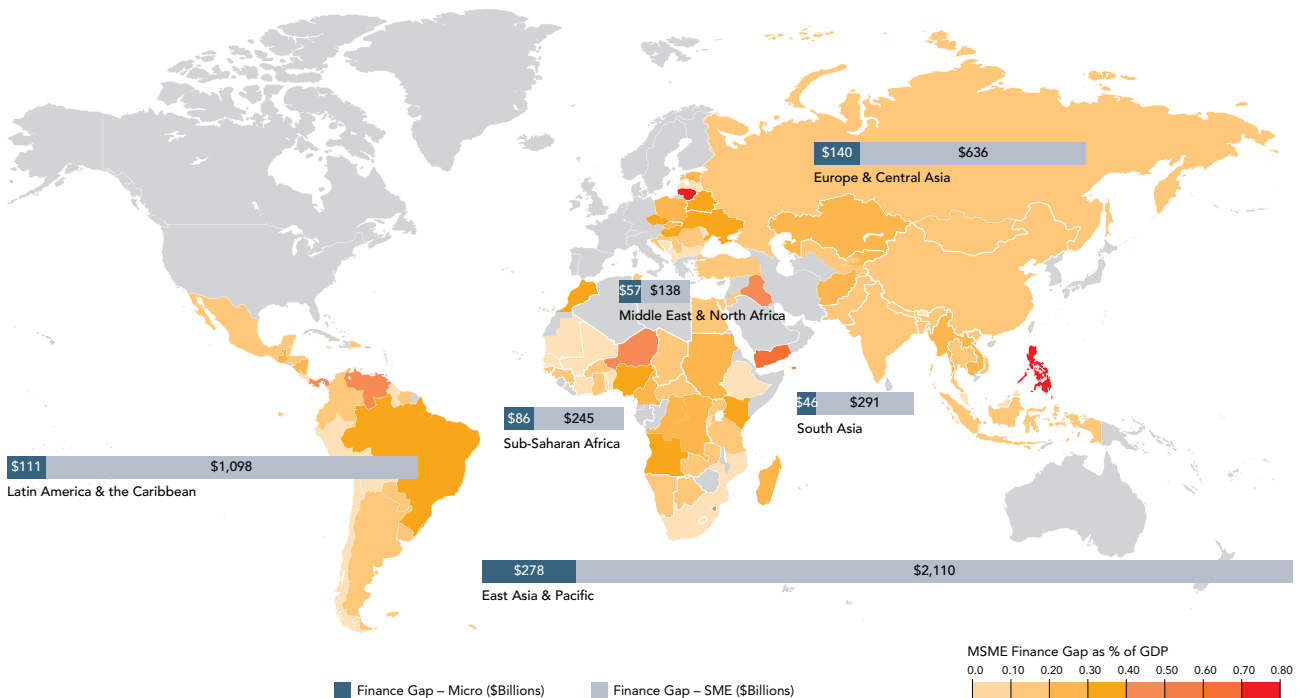 $140 $636
Europe & Central Asia
$57 $138
Middle East & North Africa
$46 $291
South Asia
$86 $245
Sub-Saharan Africa
$111 $1,098
Latin America & the Caribbean
$278 $2,110
East Asia & Pacific
MSME Finance Gap as % of GDP
0.0 0.10 0.20 0.30 0.40 0.50 0.60 0.70 0.80
Finance Gap – Micro ($Billions) Finance Gap – SME ($Billions)